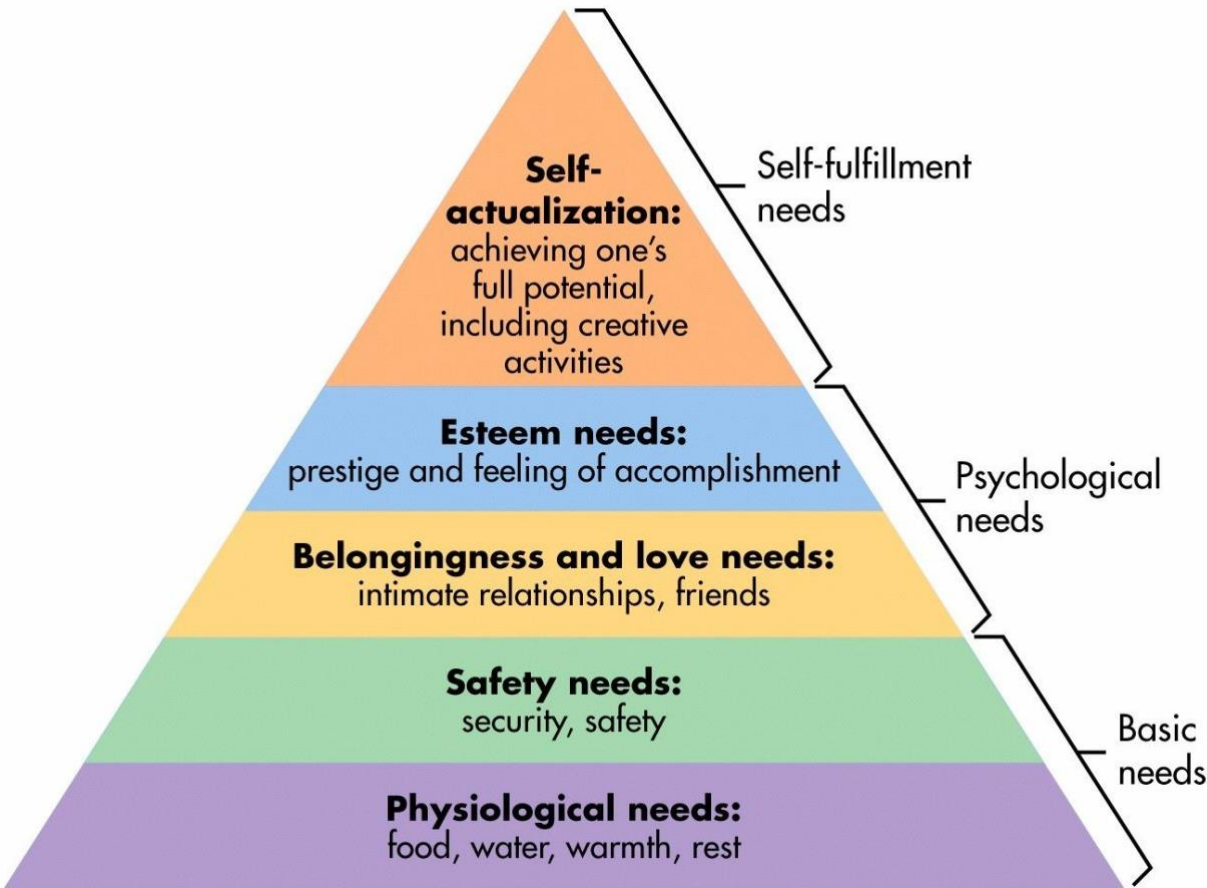 Self-
actualization:
achieving one's
full potential,
including creative
activities
Self-fulfillment
needs
Esteem needs:
prestige and feeling of accomplishment
Belongingness and love needs:
intimate relationships, friends
Psychological
needs
Safety needs:
security, safety
Physiological needs:
food, water, warmth, rest
Basic
needs